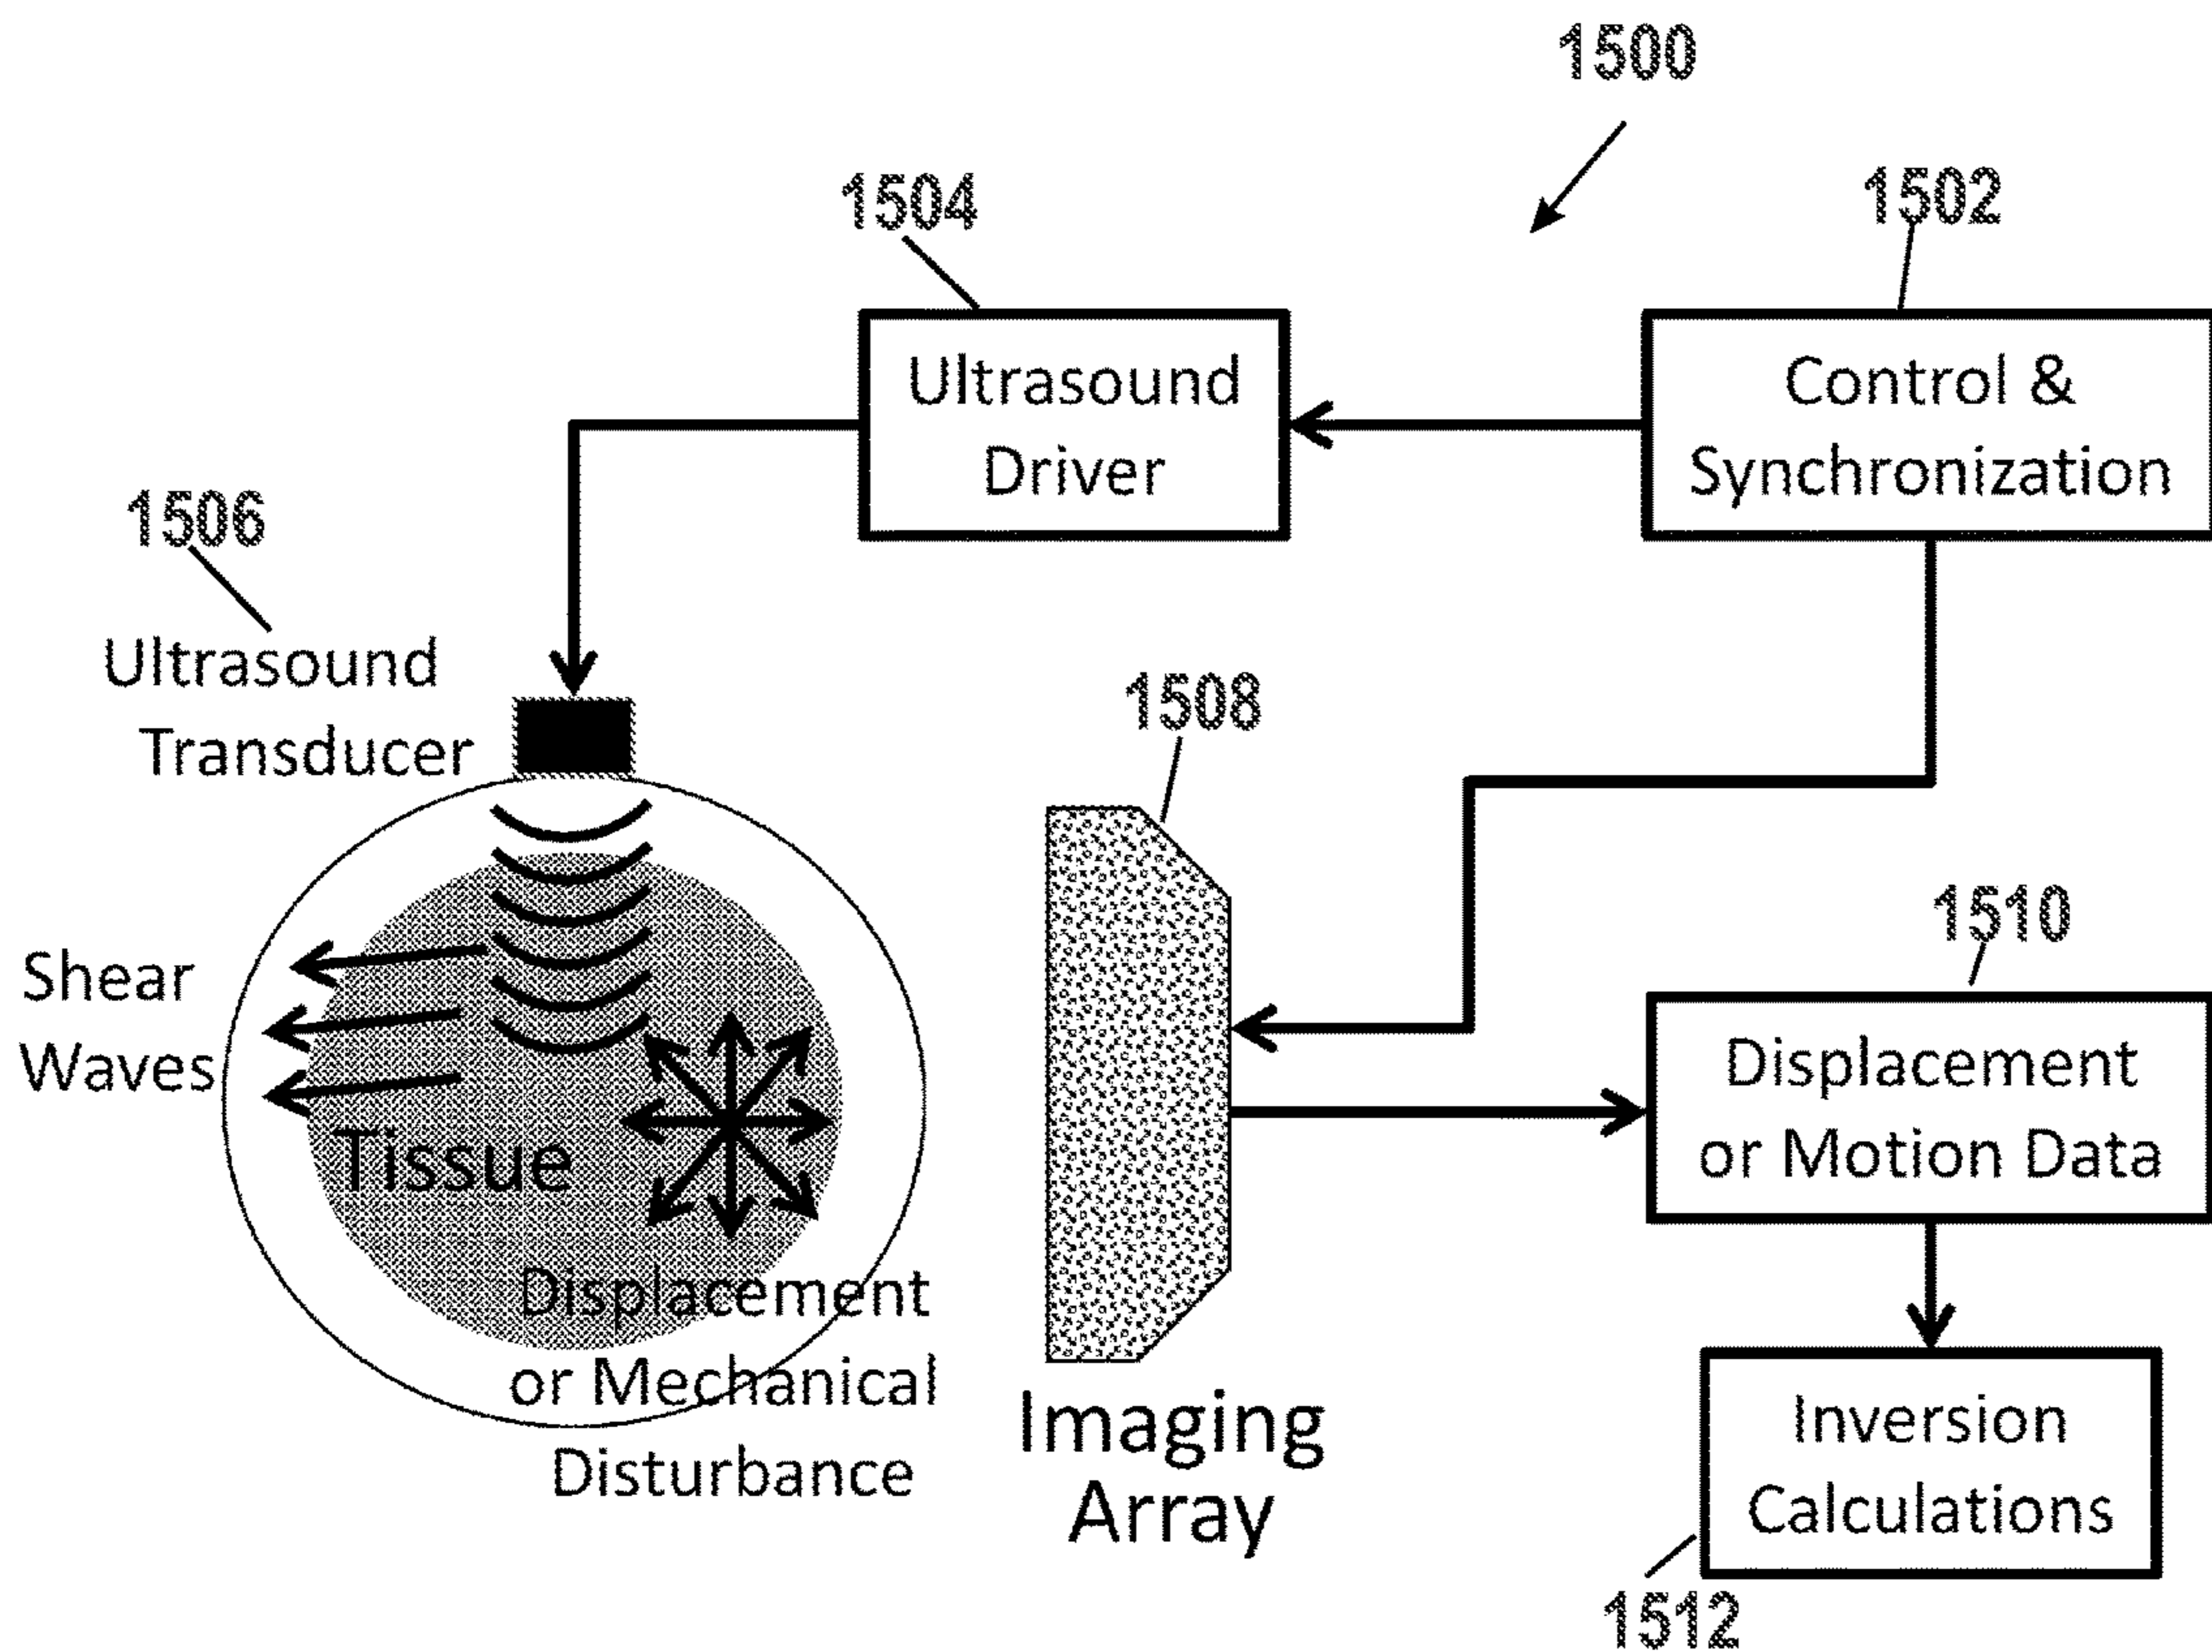 1500
1504
1502
Ultrasound
Driver
Control &
Synchronization
1506
Ultrasound
Transducer
1508
Shear
Waves
Tissue
Displacement
or Mechanical
Disturbance
Imaging
Array
1510
Displacement
or Motion Data
Inversion
Calculations
1512